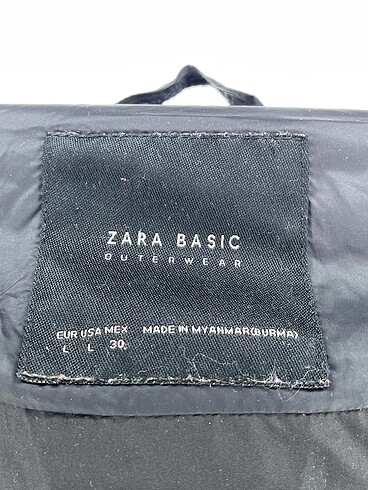 ZARA BASIC
OUTERWEAR
EUR USA MEX MADE IN MYANMAR(BURMA)
L L 30